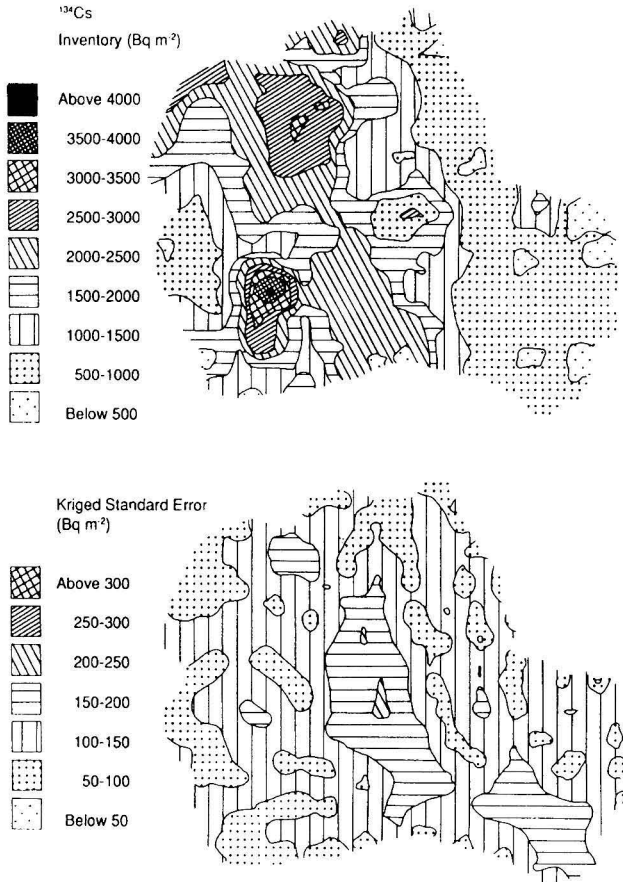 ¹³⁴Cs
Inventory (Bq m⁻²)
Above 4000
3500-4000
3000-3500
2500-3000
2000-2500
1500-2000
1000-1500
500-1000
Below 500
Kriged Standard Error
(Bq m⁻²)
Above 300
250-300
200-250
150-200
100-150
50-100
Below 50